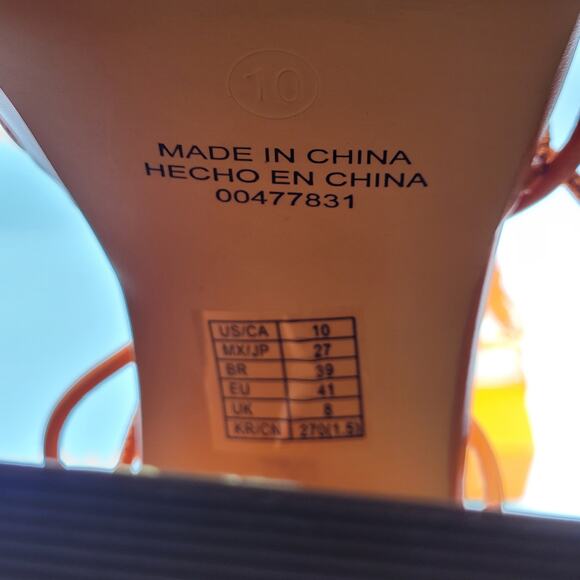 10
MADE IN CHINA
HECHO EN CHINA
00477831
US/CA 10
MX/JP 27
BR 39
EU 41
UK 8
KR/CN 270(1.5)